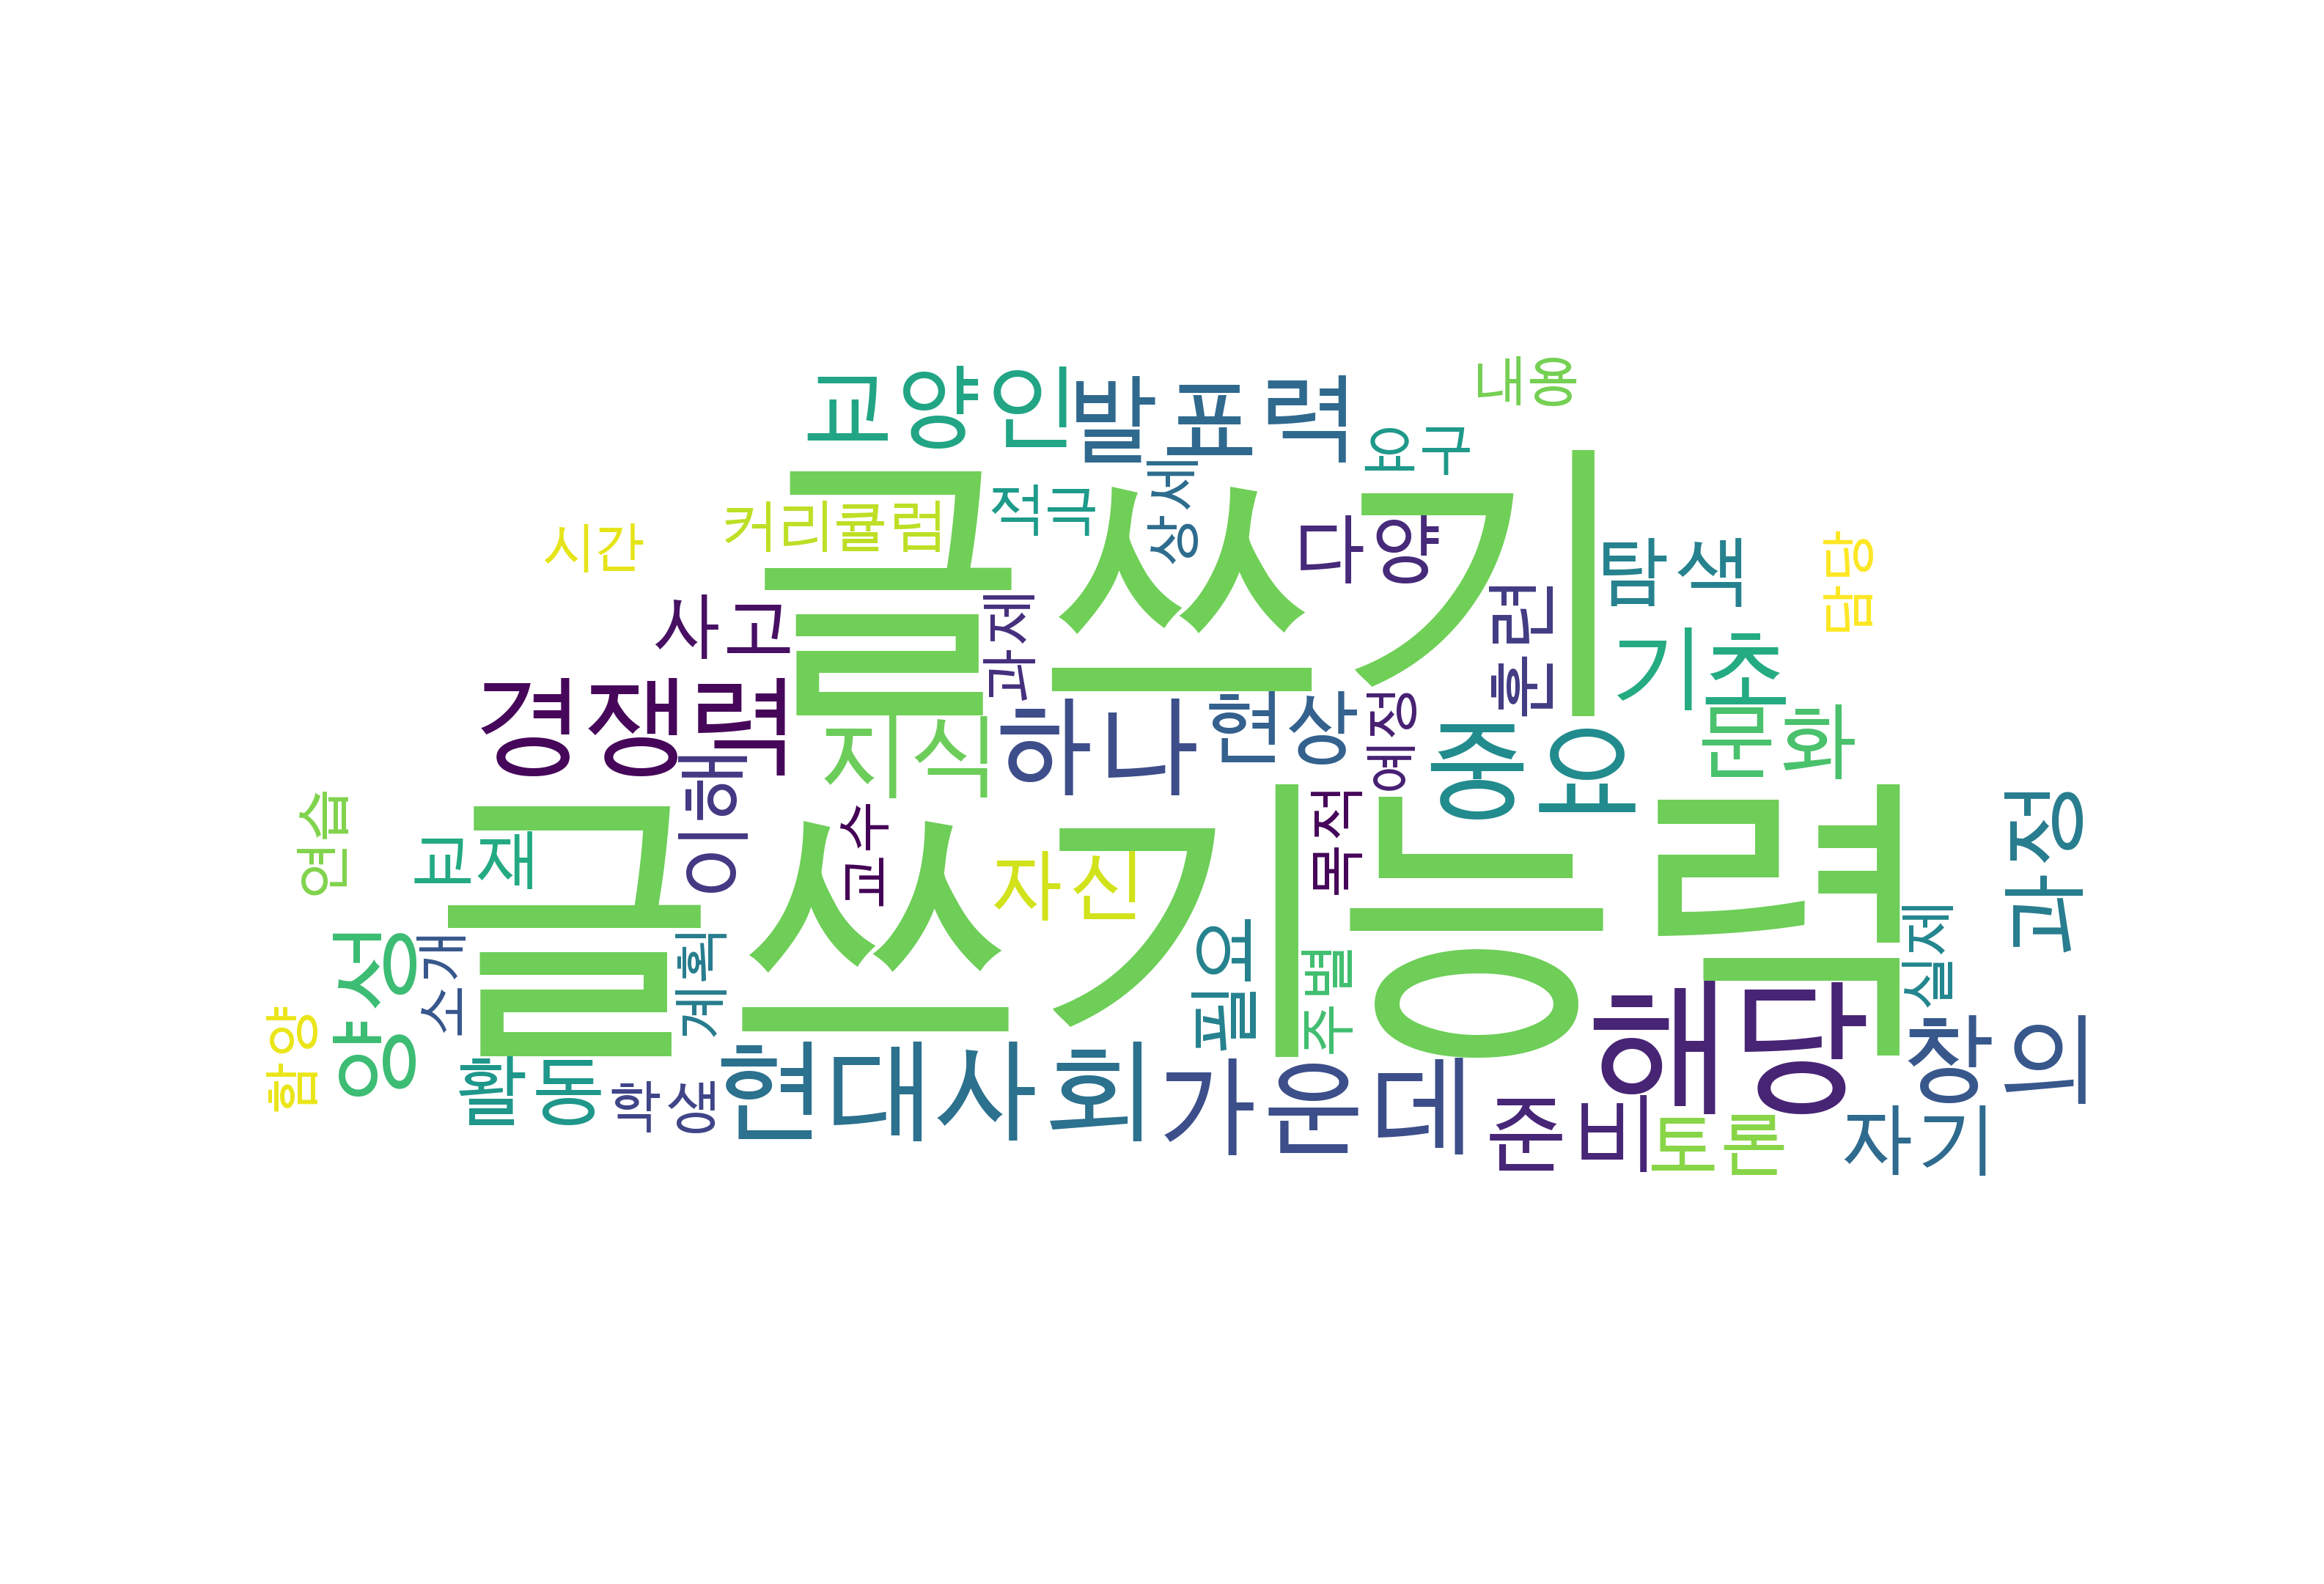 내용
교양인
발표력
요구
글쓰기
커리큘럼
적극
상세
다양
시간
탐색
담당
사고
과제
훈련
기초
경쟁력
지식
하나
현상
예정
중요
문화
이해
글쓰기능력
연습
교재
교수
자신
목적
과정
양성
소개
계획
필요
주변
실제
해당
창의
함양
활동
학생
현대사회
가운데
준비
토론
자기